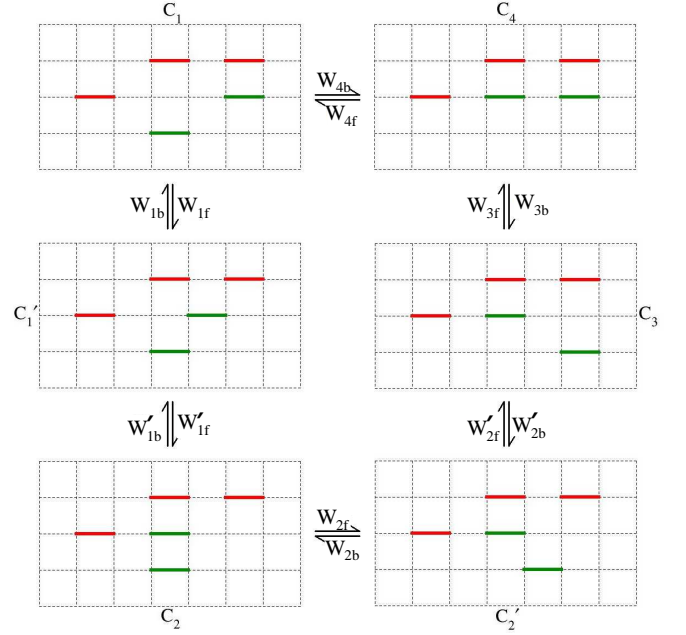 C₁ C₄
W₄b
W₄f
W₁b W₁f W₃f W₃b
C₁′ C₃
W′₁b W′₁f W′₂f W′₂b
W₂f
W₂b
C₂ C₂′